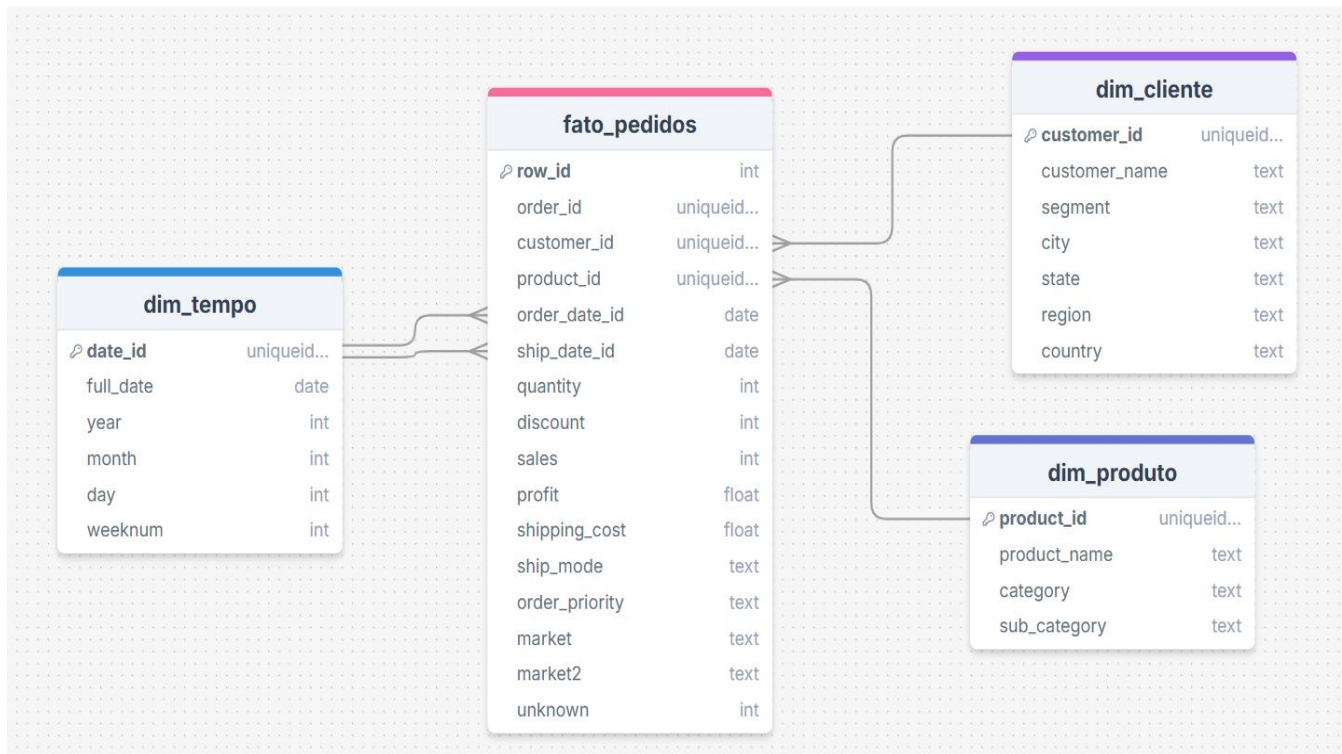 dim_tempo
date_id uniqueid...
full_date date
year int
month int
day int
weeknum int
fato_pedidos
row_id int
order_id uniqueid...
customer_id uniqueid...
product_id uniqueid...
order_date_id date
ship_date_id date
quantity int
discount int
sales int
profit float
shipping_cost float
ship_mode text
order_priority text
market text
market2 text
unknown int
dim_cliente
customer_id uniqueid...
customer_name text
segment text
city text
state text
region text
country text
dim_produto
product_id uniqueid...
product_name text
category text
sub_category text